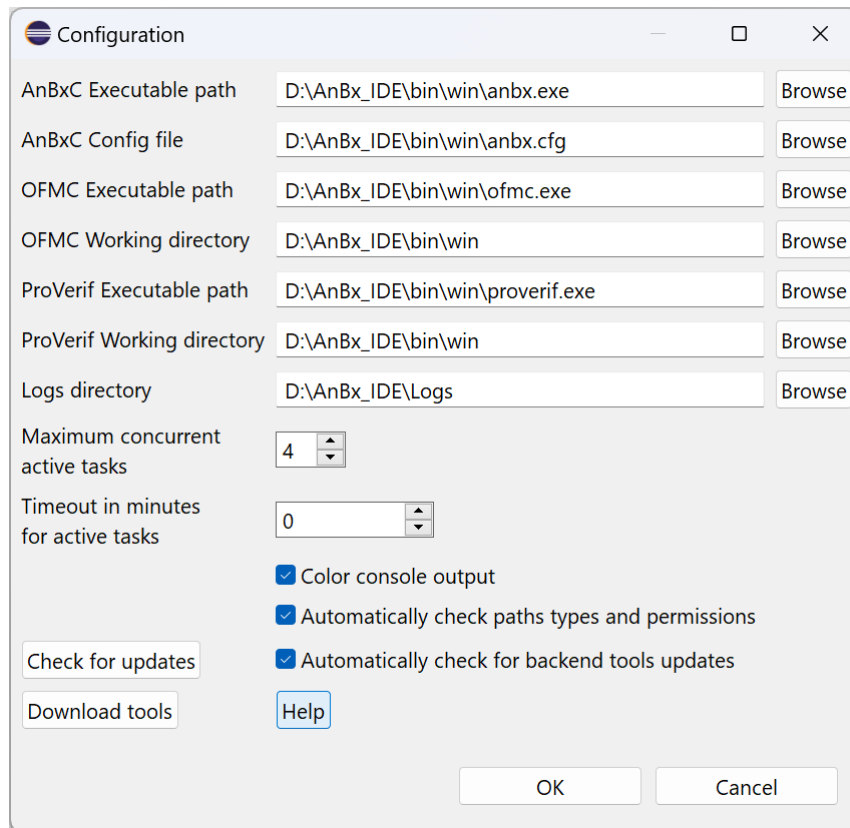 Configuration
AnBxC Executable path D:\AnBx_IDE\bin\win\anbx.exe Browse
AnBxC Config file D:\AnBx_IDE\bin\win\anbx.cfg Browse
OFMC Executable path D:\AnBx_IDE\bin\win\ofmc.exe Browse
OFMC Working directory D:\AnBx_IDE\bin\win Browse
ProVerif Executable path D:\AnBx_IDE\bin\win\proverif.exe Browse
ProVerif Working directory D:\AnBx_IDE\bin\win Browse
Logs directory D:\AnBx_IDE\Logs Browse
Maximum concurrent
active tasks
4
Timeout in minutes
for active tasks
0
Color console output
Automatically check paths types and permissions
Check for updates Automatically check for backend tools updates
Download tools Help
OK Cancel